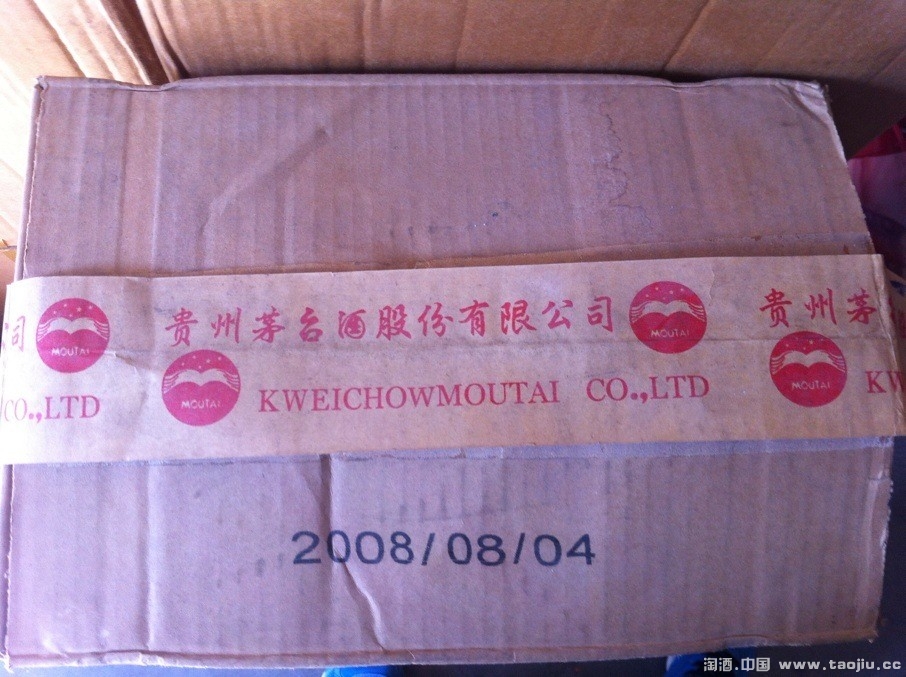 司 MOUTAI 贵州茅台酒股份有限公司 MOUTAI 贵州茅
CO.,LTD MOUTAI KWEICHOWMOUTAI CO.,LTD MOUTAI KW
2008/08/04
淘酒.中国 www.taojiu.cc